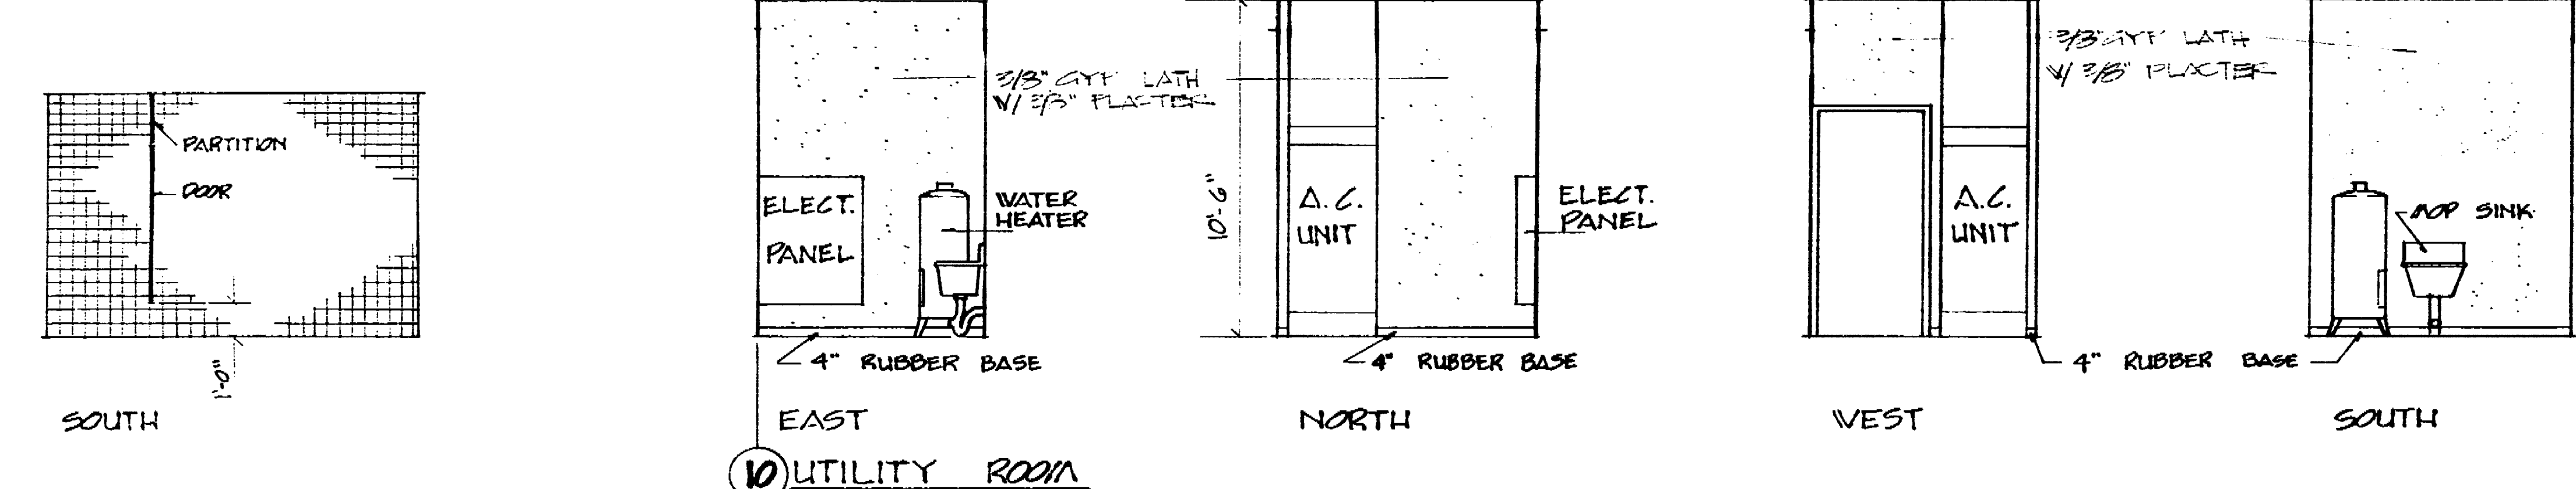 PARTITION
DOOR
1'-0"
SOUTH
3/8" GYP LATH
W/ 3/8" PLASTER
ELECT.
PANEL
WATER
HEATER
4" RUBBER BASE
EAST
10'-6"
A.C.
UNIT
ELECT.
PANEL
4" RUBBER BASE
NORTH
3/8" GYP LATH
W/ 3/8" PLASTER
A.C.
UNIT
WEST
MOP SINK
4" RUBBER BASE
SOUTH
10 UTILITY ROOM